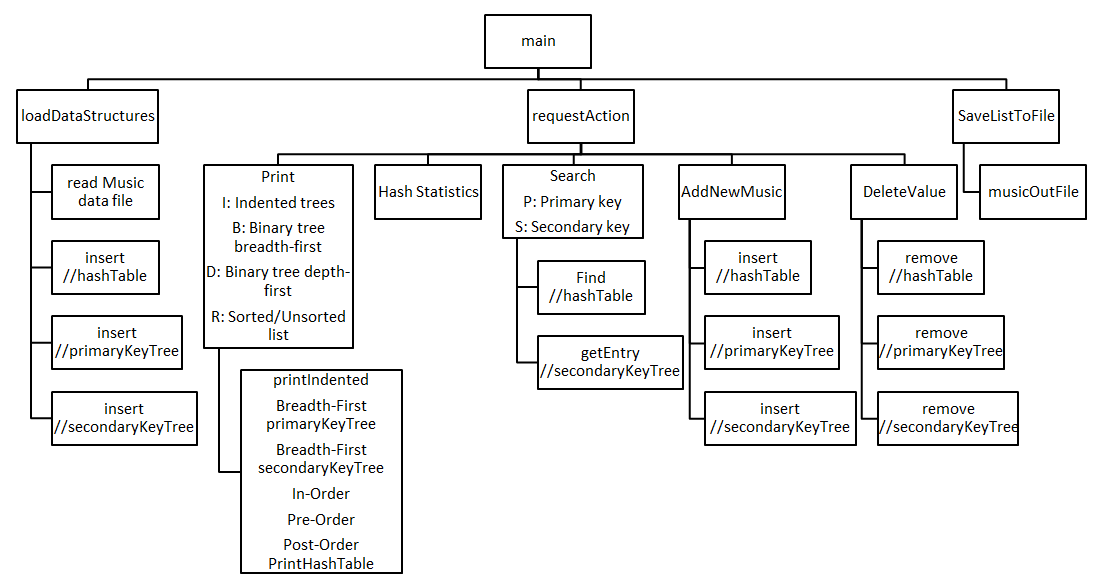 main
loadDataStructures
requestAction
SaveListToFile
read Music
data file
insert
//hashTable
insert
//primaryKeyTree
insert
//secondaryKeyTree
Print
I: Indented trees
B: Binary tree
breadth-first
D: Binary tree depth-
first
R: Sorted/Unsorted
list
printIndented
Breadth-First
primaryKeyTree
Breadth-First
secondaryKeyTree
In-Order
Pre-Order
Post-Order
PrintHashTable
Hash Statistics
Search
P: Primary key
S: Secondary key
Find
//hashTable
getEntry
//secondaryKeyTree
AddNewMusic
insert
//hashTable
insert
//primaryKeyTree
insert
//secondaryKeyTree
DeleteValue
remove
//hashTable
remove
//primaryKeyTree
remove
//secondaryKeyTree
musicOutFile